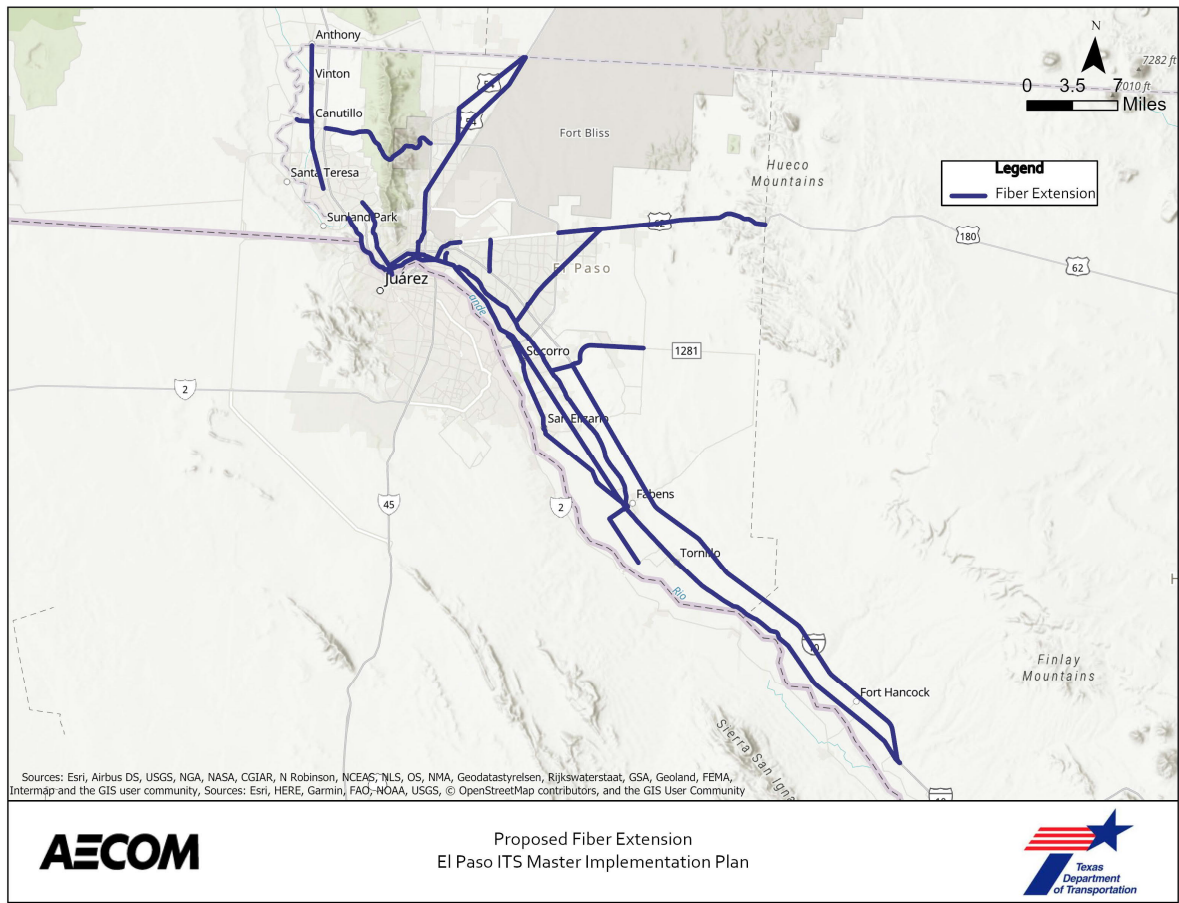 Anthony
N
7282 ft
Vinton
54
0 3.5 7
7010 ft
Miles
Canutillo
54
Fort Bliss
Hueco
Mountains
Legend
Fiber Extension
Santa Teresa
Sunland Park
62
180
62
El Paso
Juárez
Socorro
1281
2
San Elizario
Fabens
45
2
Tornillo
Rio
H
10
Finlay
Mountains
Fort Hancock
Sierra San Igna
Sources: Esri, Airbus DS, USGS, NGA, NASA, CGIAR, N Robinson, NCEAS, NLS, OS, NMA, Geodatastyrelsen, Rijkswaterstaat, GSA, Geoland, FEMA,
Intermap and the GIS user community, Sources: Esri, HERE, Garmin, FAO, NOAA, USGS, © OpenStreetMap contributors, and the GIS User Community
AECOM
Proposed Fiber Extension
El Paso ITS Master Implementation Plan
Texas
Department
of Transportation